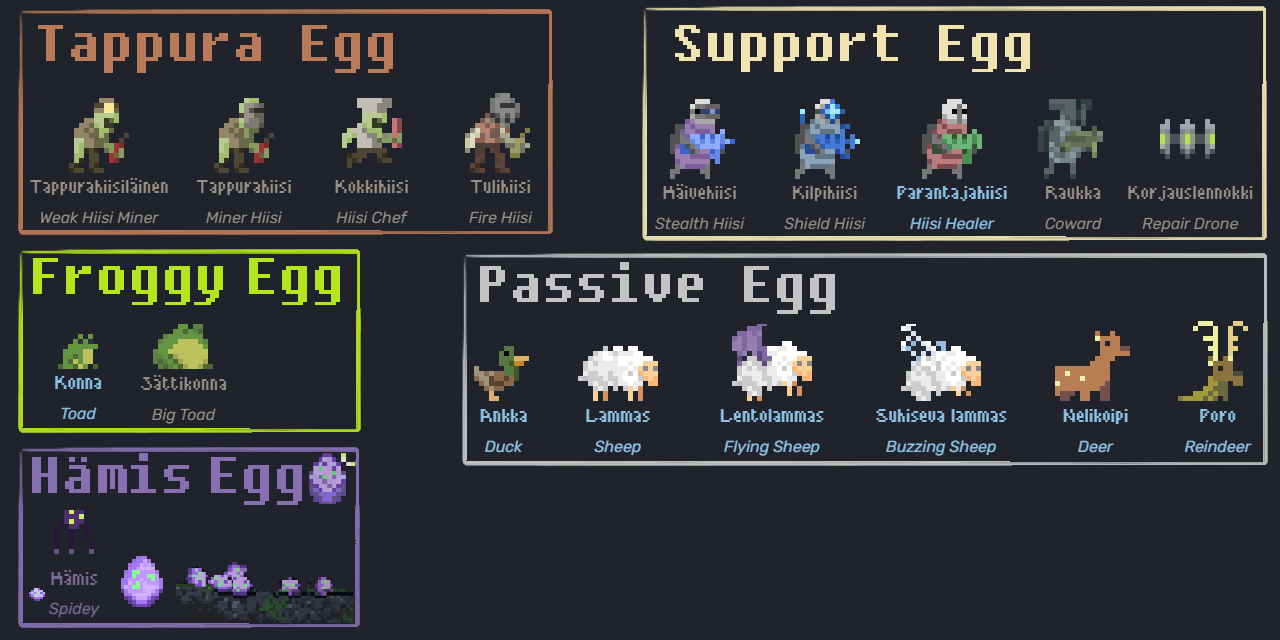 Tappura Egg
Tappurahiisiläinen Tappurahiisi Kokkihiisi Tulihiisi
Weak Hiisi Miner Miner Hiisi Hiisi Chef Fire Hiisi
Support Egg
Häivehiisi Kilpihiisi Parantajahiisi Raukka Korjauslennokki
Stealth Hiisi Shield Hiisi Hiisi Healer Coward Repair Drone
Froggy Egg
Konna Jättikonna
Toad Big Toad
Passive Egg
Ankka Lammas Lentolammas Suhiseva lammas Nelikoipi Poro
Duck Sheep Flying Sheep Buzzing Sheep Deer Reindeer
Hämis Egg
Hämis
Spidey